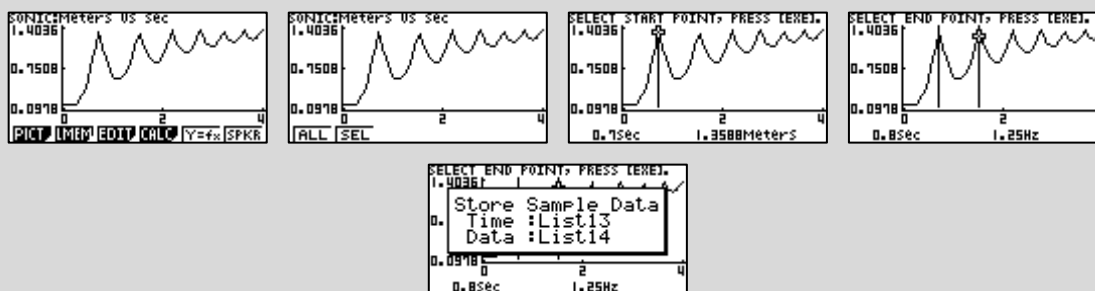 SONIC:Meters US Sec
1.4036
0.7508
0.0978
0 2 4
PICT LMEM EDIT CALC Y=fx SPKR
SONIC:Meters US Sec
1.4036
0.7508
0.0978
0 2 4
ALL SEL
SELECT START POINT, PRESS [EXE].
1.4036
0.7508
0.0978
0 2 4
0.7Sec 1.3588Meters
SELECT END POINT, PRESS [EXE].
1.4036
0.7508
0.0978
0 2 4
0.8Sec 1.25Hz
SELECT END POINT, PRESS [EXE].
1.4036
Store Sample Data
0. Time :List13
Data :List14
0.0978
0 2 4
0.8Sec 1.25Hz